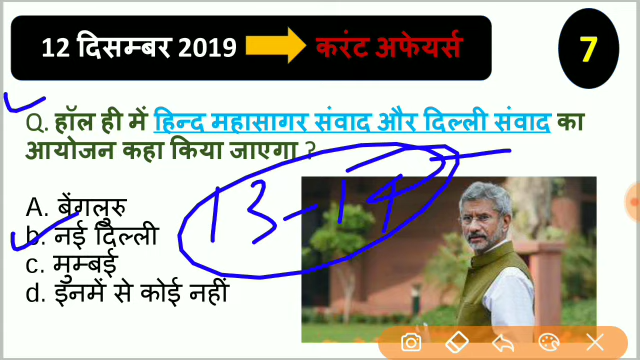 12 दिसम्बर 2019 करंट अफेयर्स
7
Q. हॉल ही में हिन्द महासागर संवाद और दिल्ली संवाद का
आयोजन कहा किया जाएगा ?
13-14
A. बेंगलुरु
b. नई दिल्ली
c. मुम्बई
d. इनमें से कोई नहीं